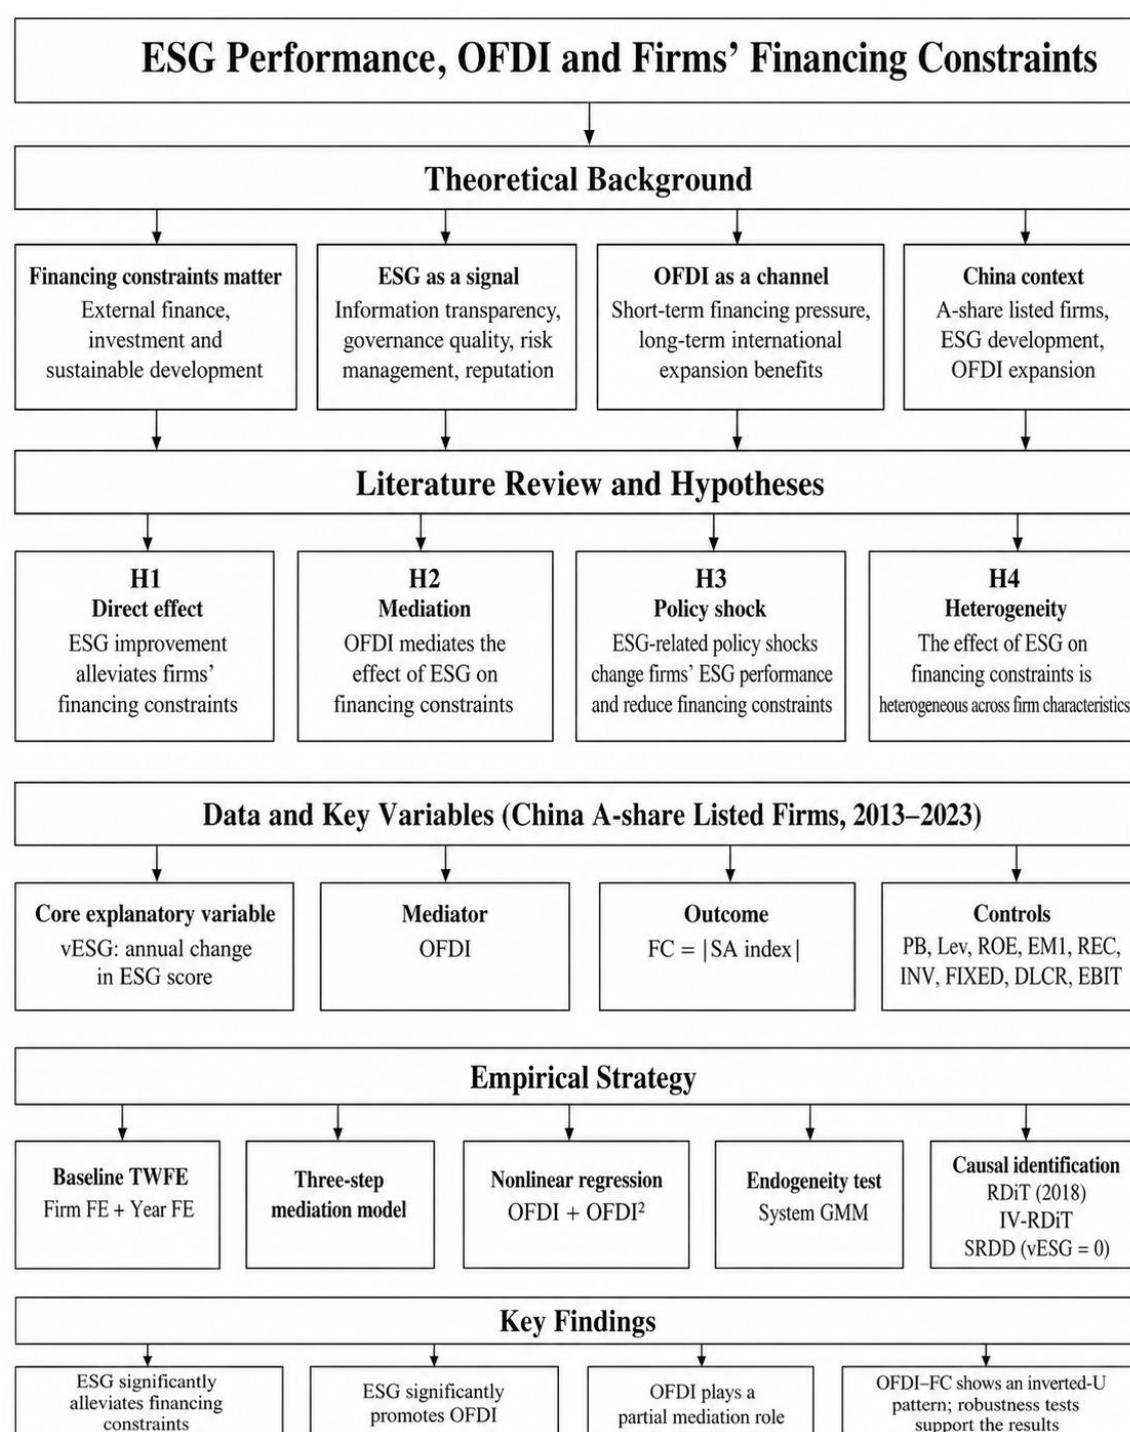 ESG Performance, OFDI and Firms’ Financing Constraints
Theoretical Background
Financing constraints matter
External finance,
investment and
sustainable development
ESG as a signal
Information transparency,
governance quality, risk
management, reputation
OFDI as a channel
Short-term financing pressure,
long-term international
expansion benefits
China context
A-share listed firms,
ESG development,
OFDI expansion
Literature Review and Hypotheses
H1
Direct effect
ESG improvement
alleviates firms’
financing constraints
H2
Mediation
OFDI mediates the
effect of ESG on
financing constraints
H3
Policy shock
ESG-related policy shocks
change firms’ ESG performance
and reduce financing constraints
H4
Heterogeneity
The effect of ESG on
financing constraints is
heterogeneous across firm characteristics
Data and Key Variables (China A-share Listed Firms, 2013–2023)
Core explanatory variable
vESG: annual change
in ESG score
Mediator
OFDI
Outcome
FC = |SA index|
Controls
PB, Lev, ROE, EM1, REC,
INV, FIXED, DLCR, EBIT
Empirical Strategy
Baseline TWFE
Firm FE + Year FE
Three-step
mediation model
Nonlinear regression
OFDI + OFDI²
Endogeneity test
System GMM
Causal identification
RDiT (2018)
IV-RDiT
SRDD (vESG = 0)
Key Findings
ESG significantly
alleviates financing
constraints
ESG significantly
promotes OFDI
OFDI plays a
partial mediation role
OFDI–FC shows an inverted-U
pattern; robustness tests
support the results